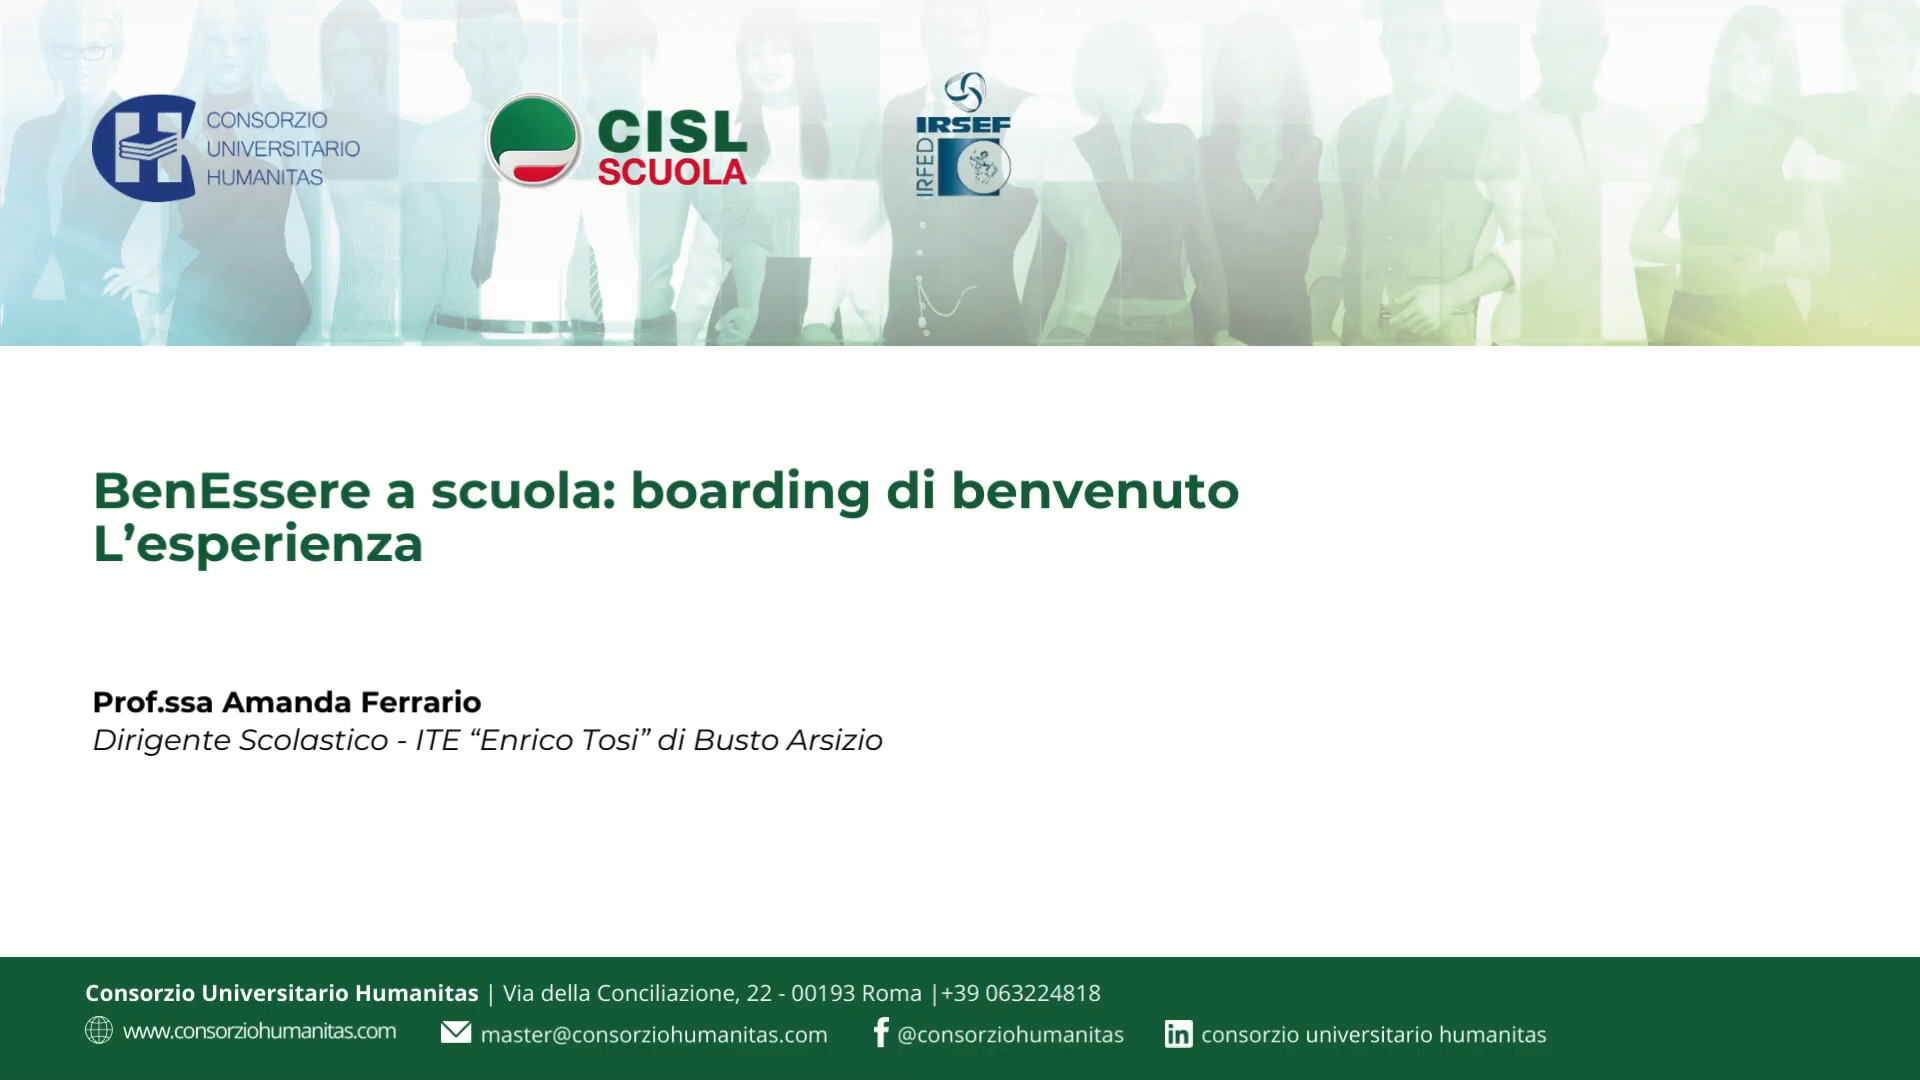 CONSORZIO
UNIVERSITARIO
HUMANITAS
CISL
SCUOLA
IRSEF
IRFED
BenEssere a scuola: boarding di benvenuto
L’esperienza
Prof.ssa Amanda Ferrario
Dirigente Scolastico - ITE “Enrico Tosi” di Busto Arsizio
Consorzio Universitario Humanitas | Via della Conciliazione, 22 - 00193 Roma |+39 063224818
www.consorziohumanitas.com master@consorziohumanitas.com @consorziohumanitas consorzio universitario humanitas